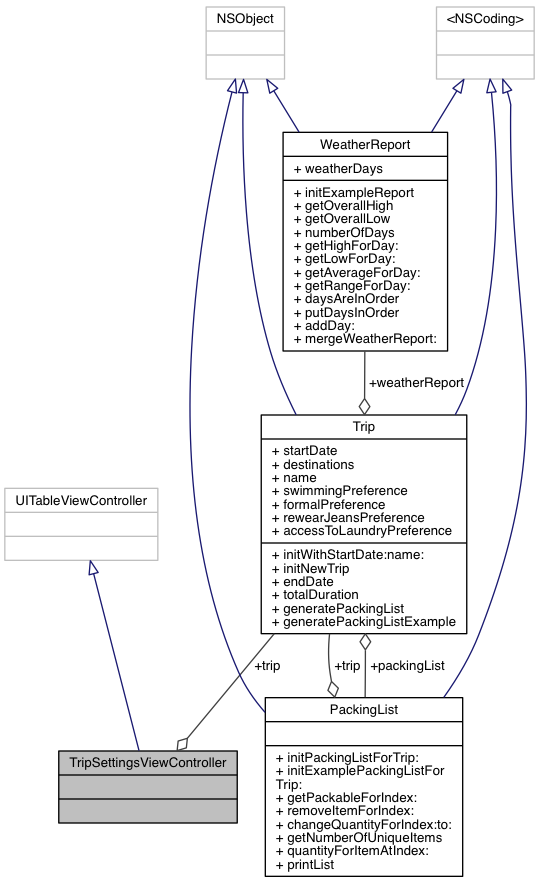 NSObject
<NSCoding>
WeatherReport
+ weatherDays
+ initExampleReport
+ getOverallHigh
+ getOverallLow
+ numberOfDays
+ getHighForDay:
+ getLowForDay:
+ getAverageForDay:
+ getRangeForDay:
+ daysAreInOrder
+ putDaysInOrder
+ addDay:
+ mergeWeatherReport:
+weatherReport
Trip
+ startDate
+ destinations
+ name
+ swimmingPreference
+ formalPreference
+ rewearJeansPreference
+ accessToLaundryPreference
+ initWithStartDate:name:
+ initNewTrip
+ endDate
+ totalDuration
+ generatePackingList
+ generatePackingListExample
UITableViewController
+trip
+trip
+packingList
PackingList
+ initPackingListForTrip:
+ initExamplePackingListFor
Trip:
+ getPackableForIndex:
+ removeItemForIndex:
+ changeQuantityForIndex:to:
+ getNumberOfUniqueItems
+ quantityForItemAtIndex:
+ printList
TripSettingsViewController